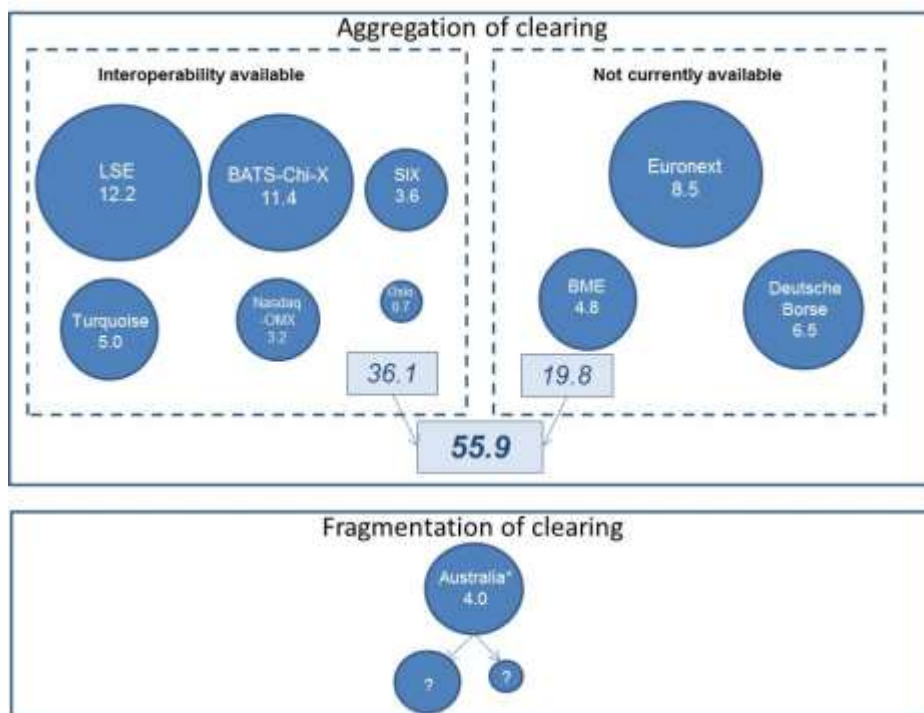 Aggregation of clearing
Interoperability available
Not currently available
LSE
12.2
BATS-Chi-X
11.4
SIX
3.6
Euronext
8.5
Turquoise
5.0
Nasdaq
-OMX
3.2
Oslo
0.7
BME
4.8
Deutsche
Borse
6.5
36.1
19.8
55.9
Fragmentation of clearing
Australia*
4.0
?
?